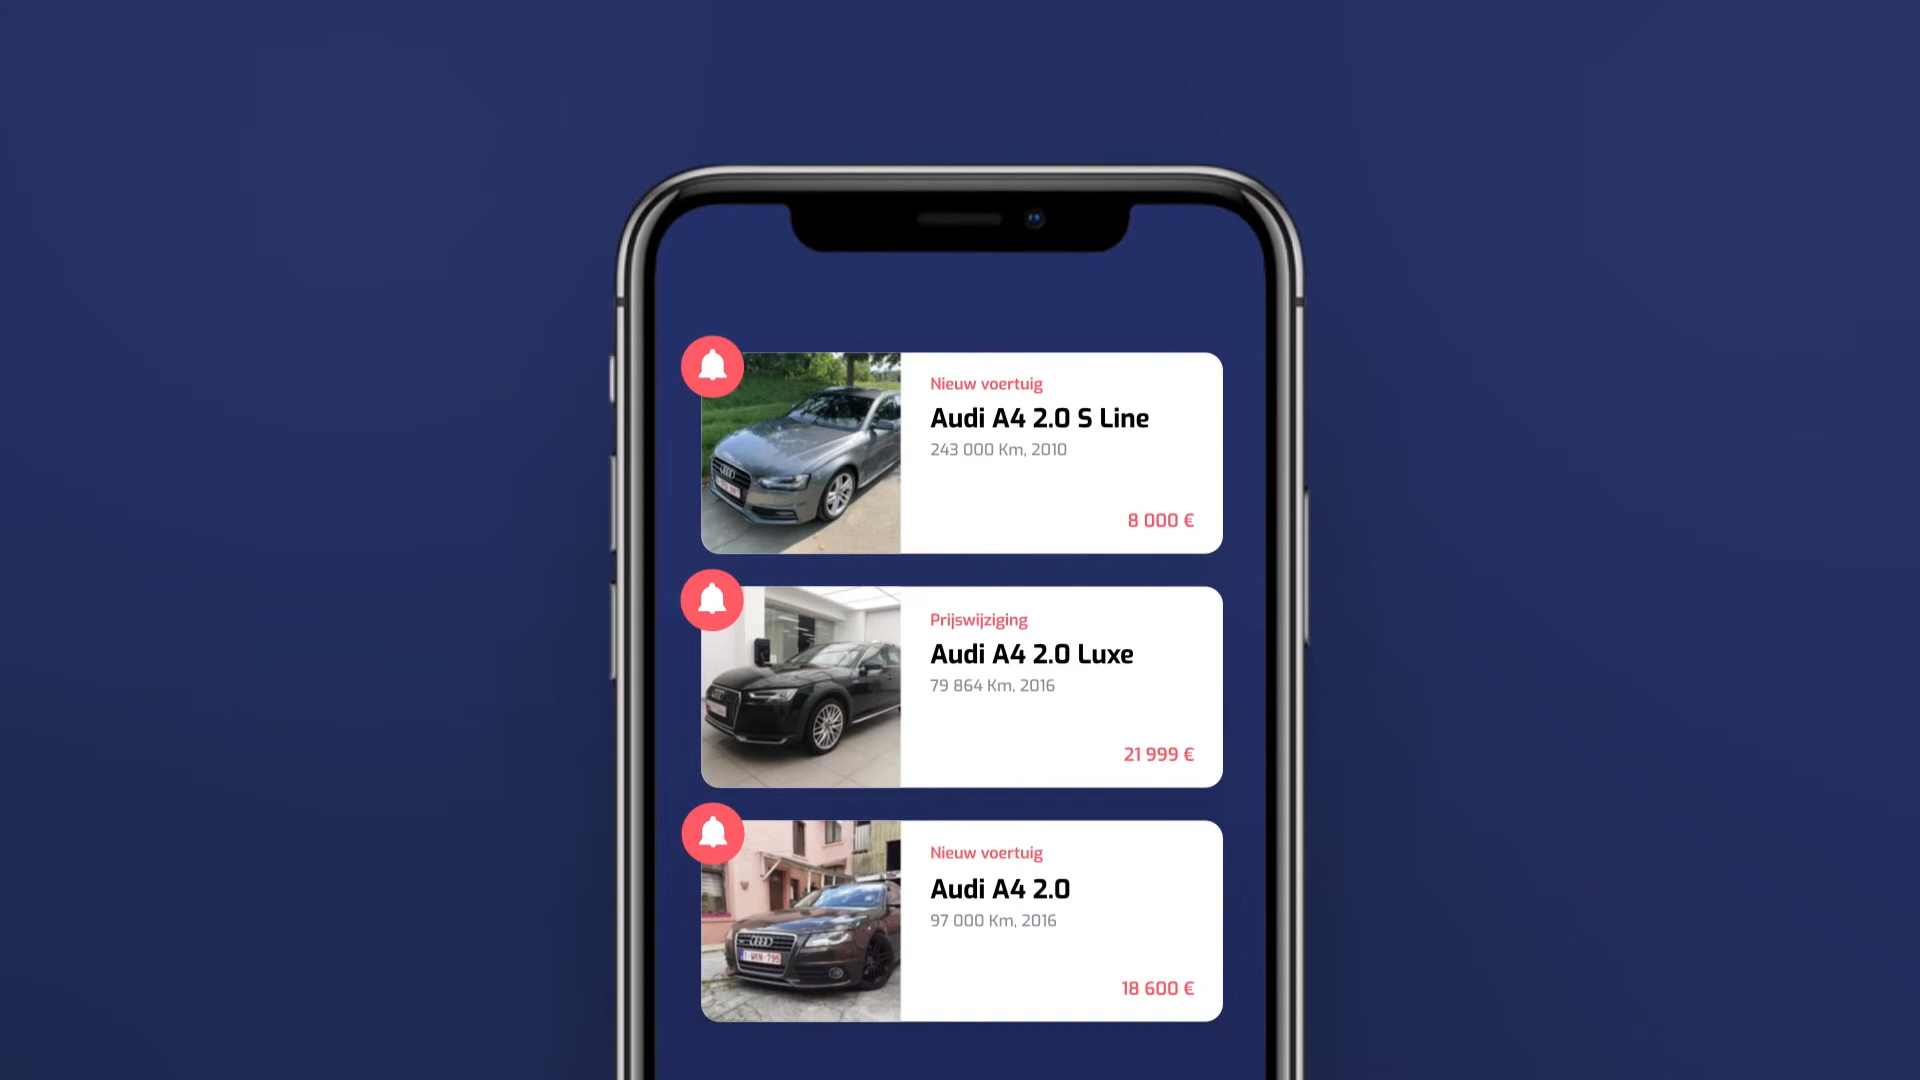 Nieuw voertuig
Audi A4 2.0 S Line
243 000 Km, 2010
8 000 €
Prijswijziging
Audi A4 2.0 Luxe
79 864 Km, 2016
21 999 €
Nieuw voertuig
Audi A4 2.0
97 000 Km, 2016
18 600 €